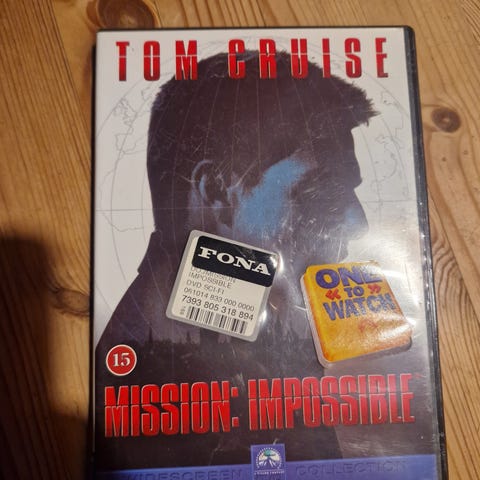 TOM CRUISE
FONA
DVD SCI-FI
IMPOSSIBLE
061014 833 000 0000
7393 805 318 894
ONE
«TO»
WATCH
15
MISSION: IMPOSSIBLE
WIDESCREEN COLLECTION